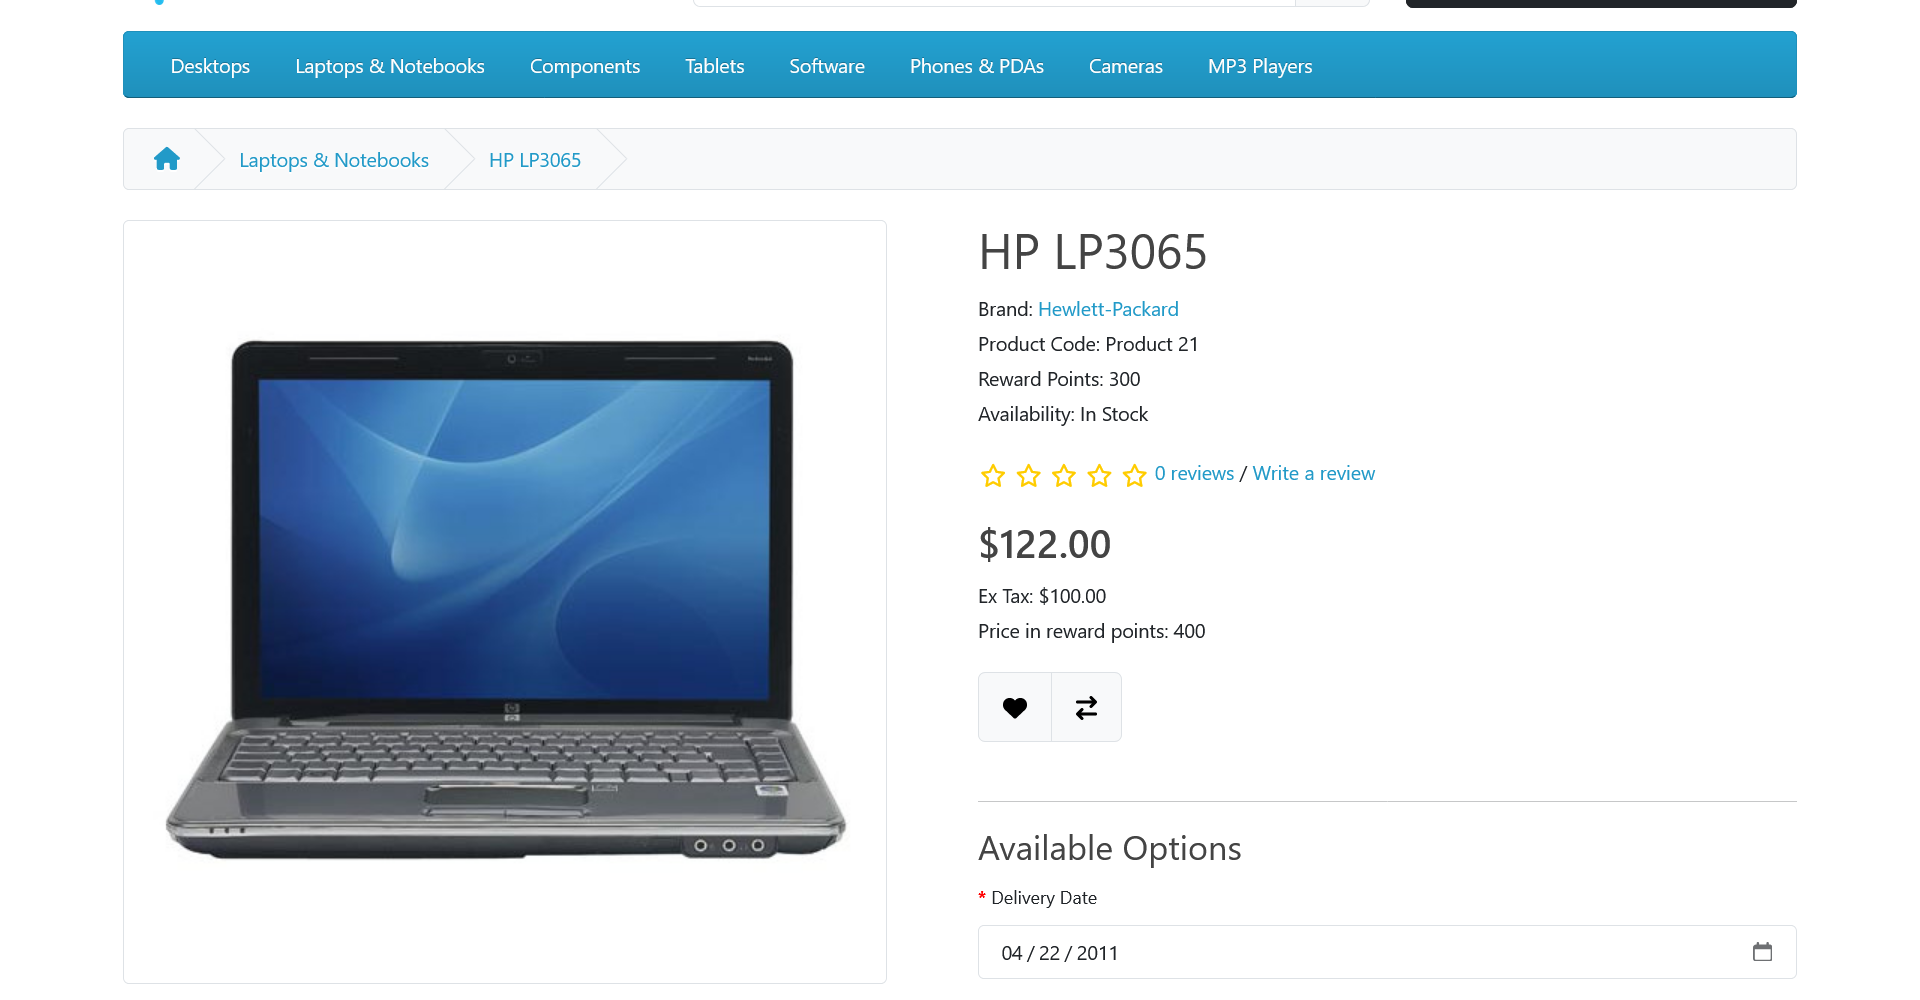 Desktops Laptops & Notebooks Components Tablets Software Phones & PDAs Cameras MP3 Players
Laptops & Notebooks HP LP3065
HP LP3065
Brand: Hewlett-Packard
Product Code: Product 21
Reward Points: 300
Availability: In Stock
0 reviews / Write a review
$122.00
Ex Tax: $100.00
Price in reward points: 400
Available Options
* Delivery Date
04 / 22 / 2011